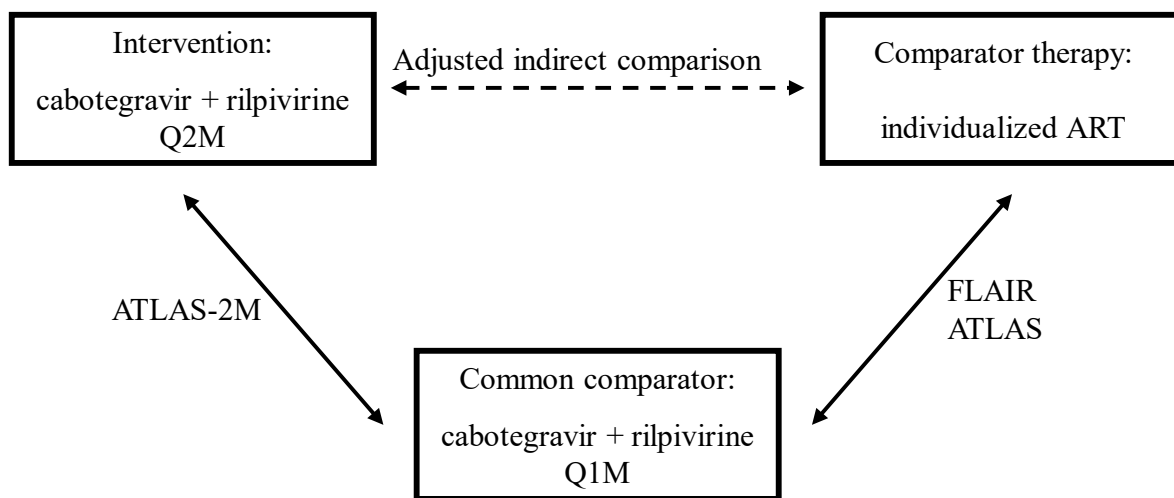 Intervention:
cabotegravir + rilpivirine
Q2M
Adjusted indirect comparison
Comparator therapy:
individualized ART
ATLAS-2M
FLAIR
ATLAS
Common comparator:
cabotegravir + rilpivirine
Q1M